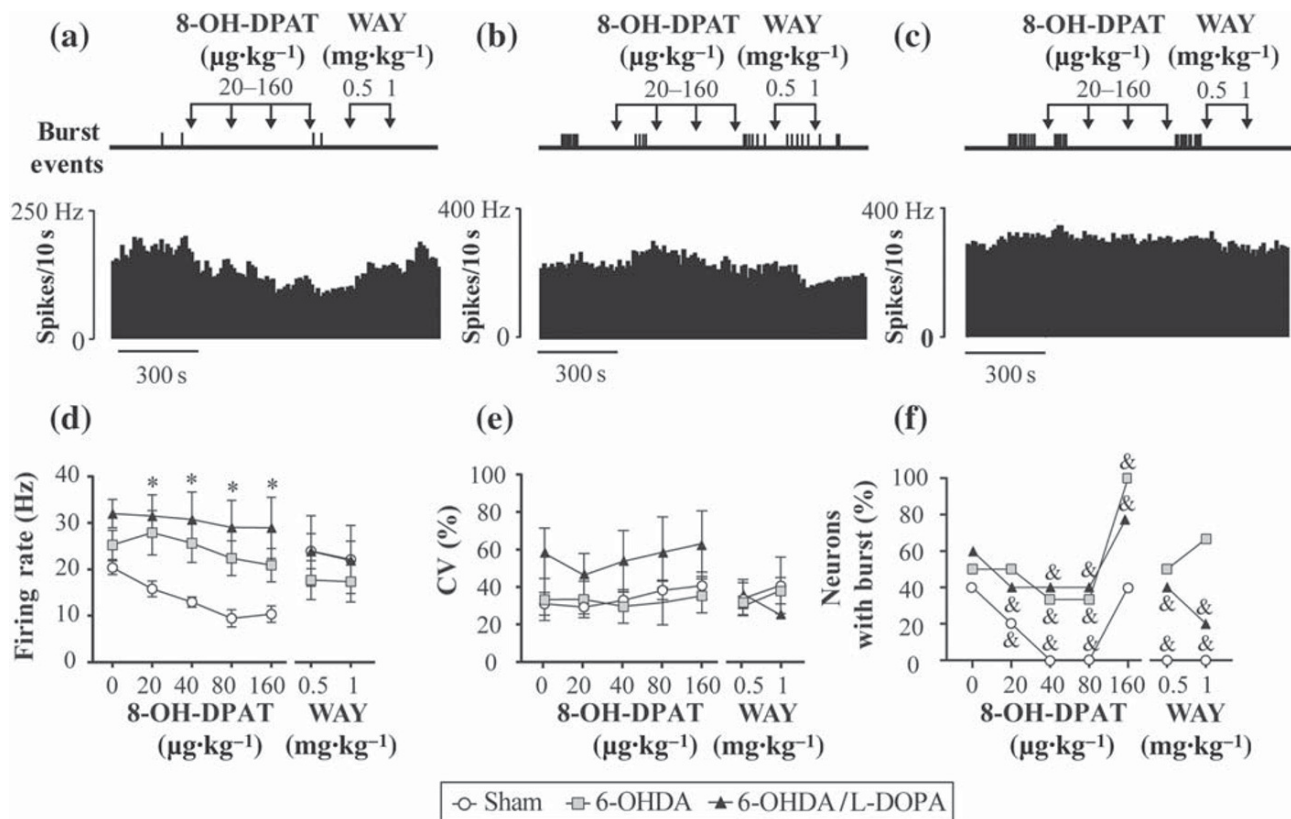 (a) 8-OH-DPAT WAY
(µg·kg⁻¹) (mg·kg⁻¹)
20–160 0.5 1
Burst
events
250 Hz
Spikes/10 s
0
300 s
(b) 8-OH-DPAT WAY
(µg·kg⁻¹) (mg·kg⁻¹)
20–160 0.5 1
400 Hz
Spikes/10 s
0
300 s
(c) 8-OH-DPAT WAY
(µg·kg⁻¹) (mg·kg⁻¹)
20–160 0.5 1
400 Hz
Spikes/10 s
0
300 s
(d)
Firing rate (Hz)
40
30
20
10
0
* * * *
0 20 40 80 160 0.5 1
8-OH-DPAT WAY
(µg·kg⁻¹) (mg·kg⁻¹)
(e)
CV (%)
100
80
60
40
20
0
0 20 40 80 160 0.5 1
8-OH-DPAT WAY
(µg·kg⁻¹) (mg·kg⁻¹)
(f)
Neurons
with burst (%)
100
80
60
40
20
0
&
&
& &
& & & &
& & & & &
0 20 40 80 160 0.5 1
8-OH-DPAT WAY
(µg·kg⁻¹) (mg·kg⁻¹)
Sham 6-OHDA 6-OHDA / L-DOPA